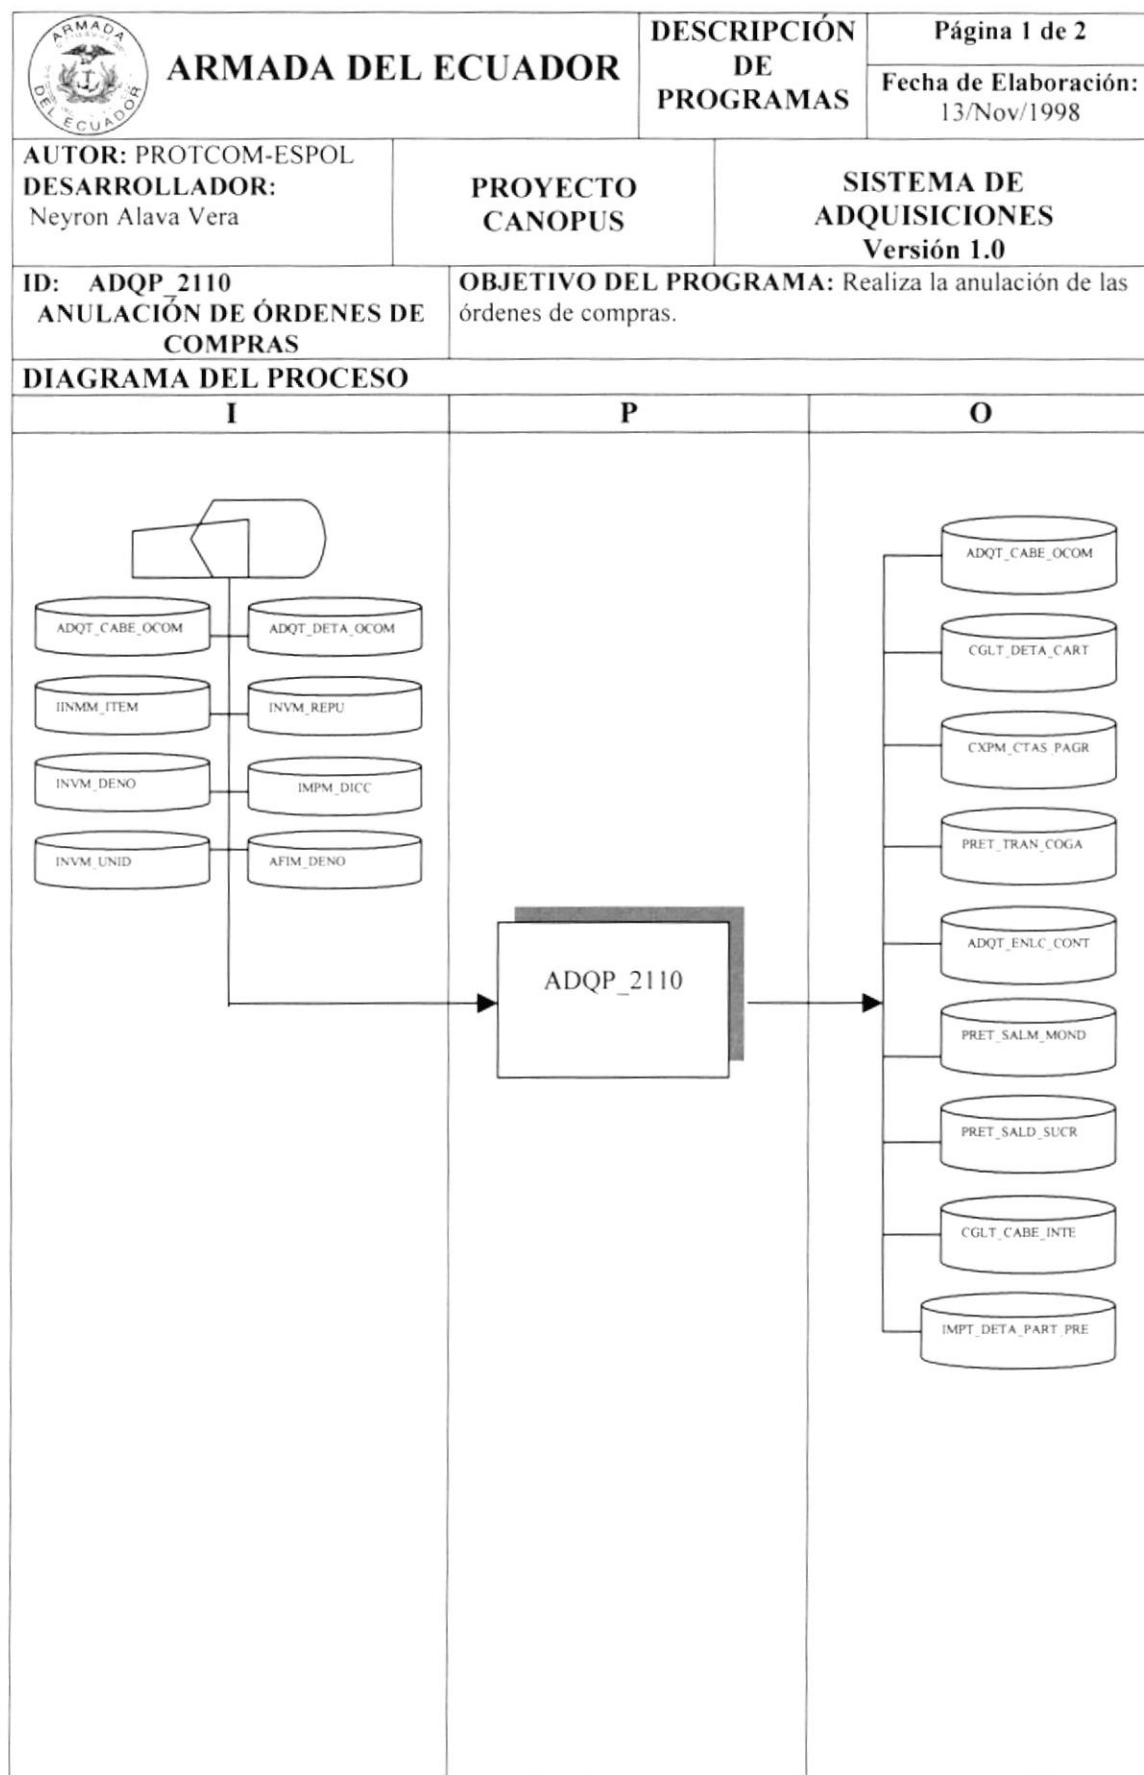 ARMADA
DEL ECUADOR
ARMADA DEL ECUADOR
DESCRIPCIÓN
DE
PROGRAMAS
Página 1 de 2
Fecha de Elaboración:
13/Nov/1998
AUTOR: PROTCOM-ESPOL
DESARROLLADOR:
Neyron Alava Vera
PROYECTO
CANOPUS
SISTEMA DE
ADQUISICIONES
Versión 1.0
ID: ADQP_2110
ANULACIÓN DE ÓRDENES DE
COMPRAS
OBJETIVO DEL PROGRAMA: Realiza la anulación de las
órdenes de compras.
DIAGRAMA DEL PROCESO
I
P
O
ADQT_CABE_OCOM
ADQT_DETA_OCOM
IINMM_ITEM
INVM_REPU
INVM_DENO
IMPM_DICC
INVM_UNID
AFIM_DENO
ADQP_2110
ADQT_CABE_OCOM
CGLT_DETA_CART
CXPM_CTAS_PAGR
PRET_TRAN_COGA
ADQT_ENLC_CONT
PRET_SALM_MOND
PRET_SALD_SUCR
CGLT_CABE_INTE
IMPT_DETA_PART_PRE